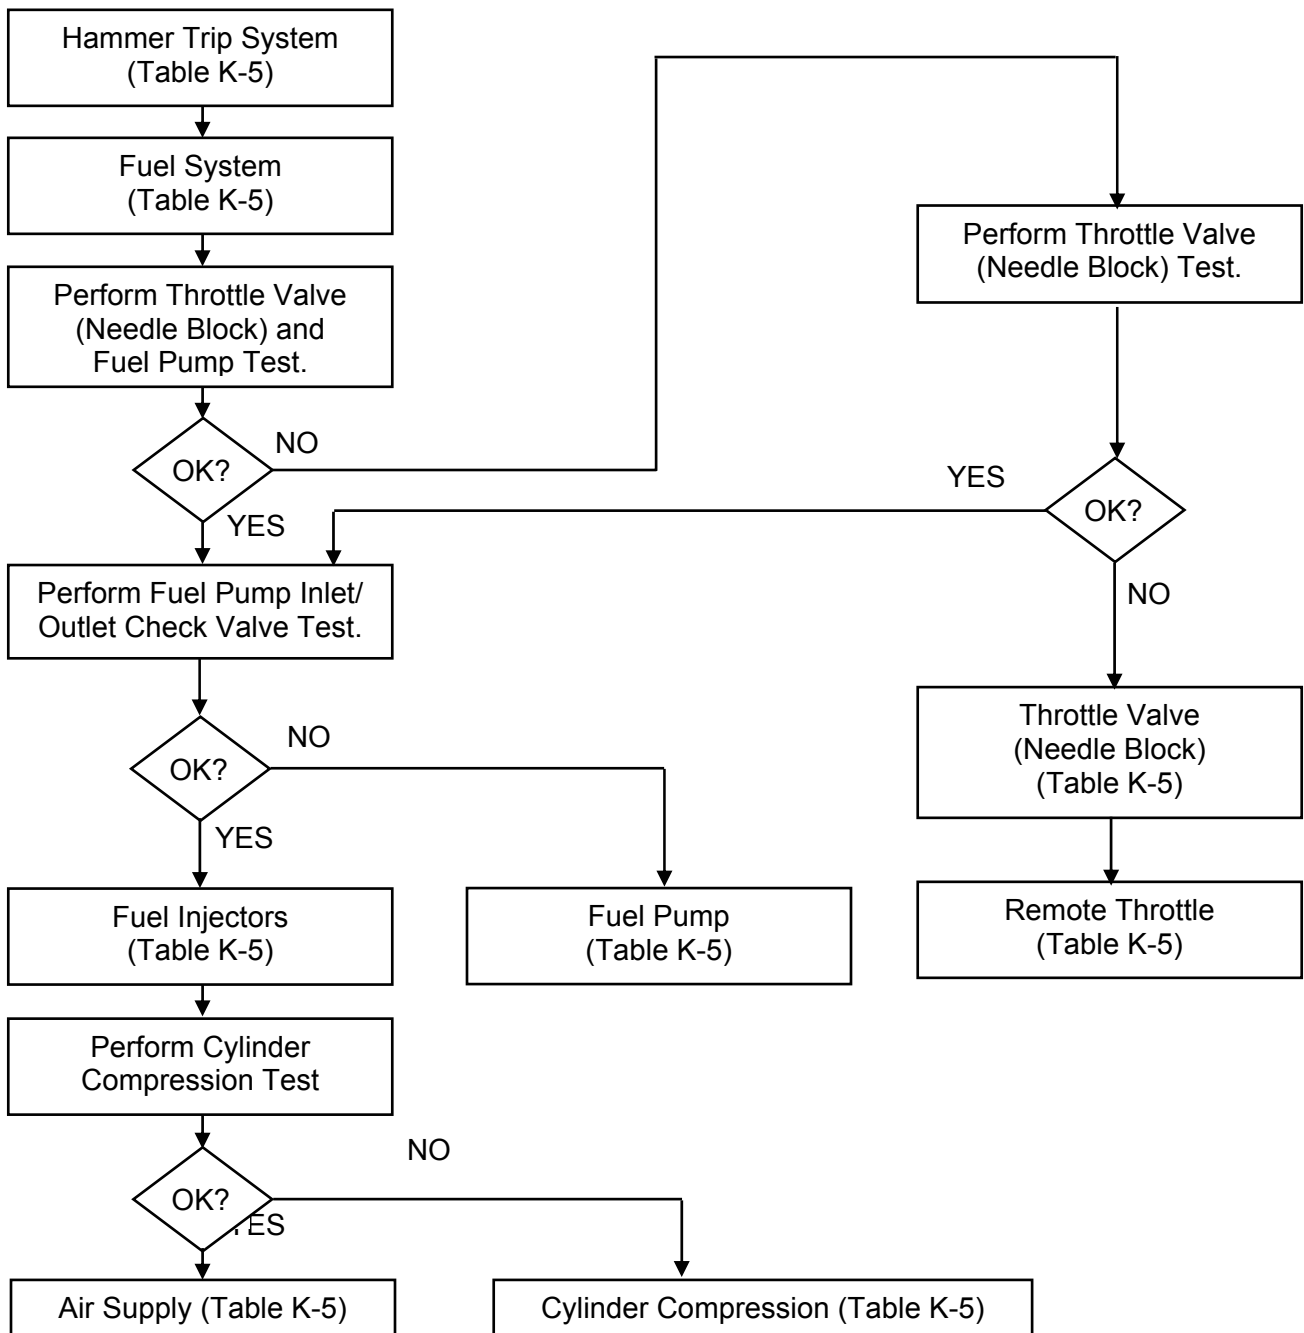 Hammer Trip System
(Table K-5)
Fuel System
(Table K-5)
Perform Throttle Valve
(Needle Block) and
Fuel Pump Test.
OK?
NO
YES
Perform Throttle Valve
(Needle Block) Test.
OK?
YES
NO
Throttle Valve
(Needle Block)
(Table K-5)
Remote Throttle
(Table K-5)
Perform Fuel Pump Inlet/
Outlet Check Valve Test.
OK?
NO
YES
Fuel Pump
(Table K-5)
Fuel Injectors
(Table K-5)
Perform Cylinder
Compression Test
OK?
NO
YES
Air Supply (Table K-5)
Cylinder Compression (Table K-5)